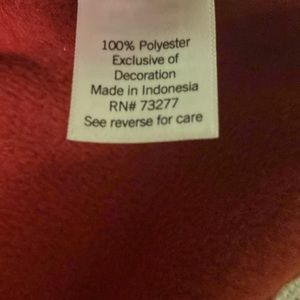 100% Polyester
Exclusive of
Decoration
Made in Indonesia
RN# 73277
See reverse for care